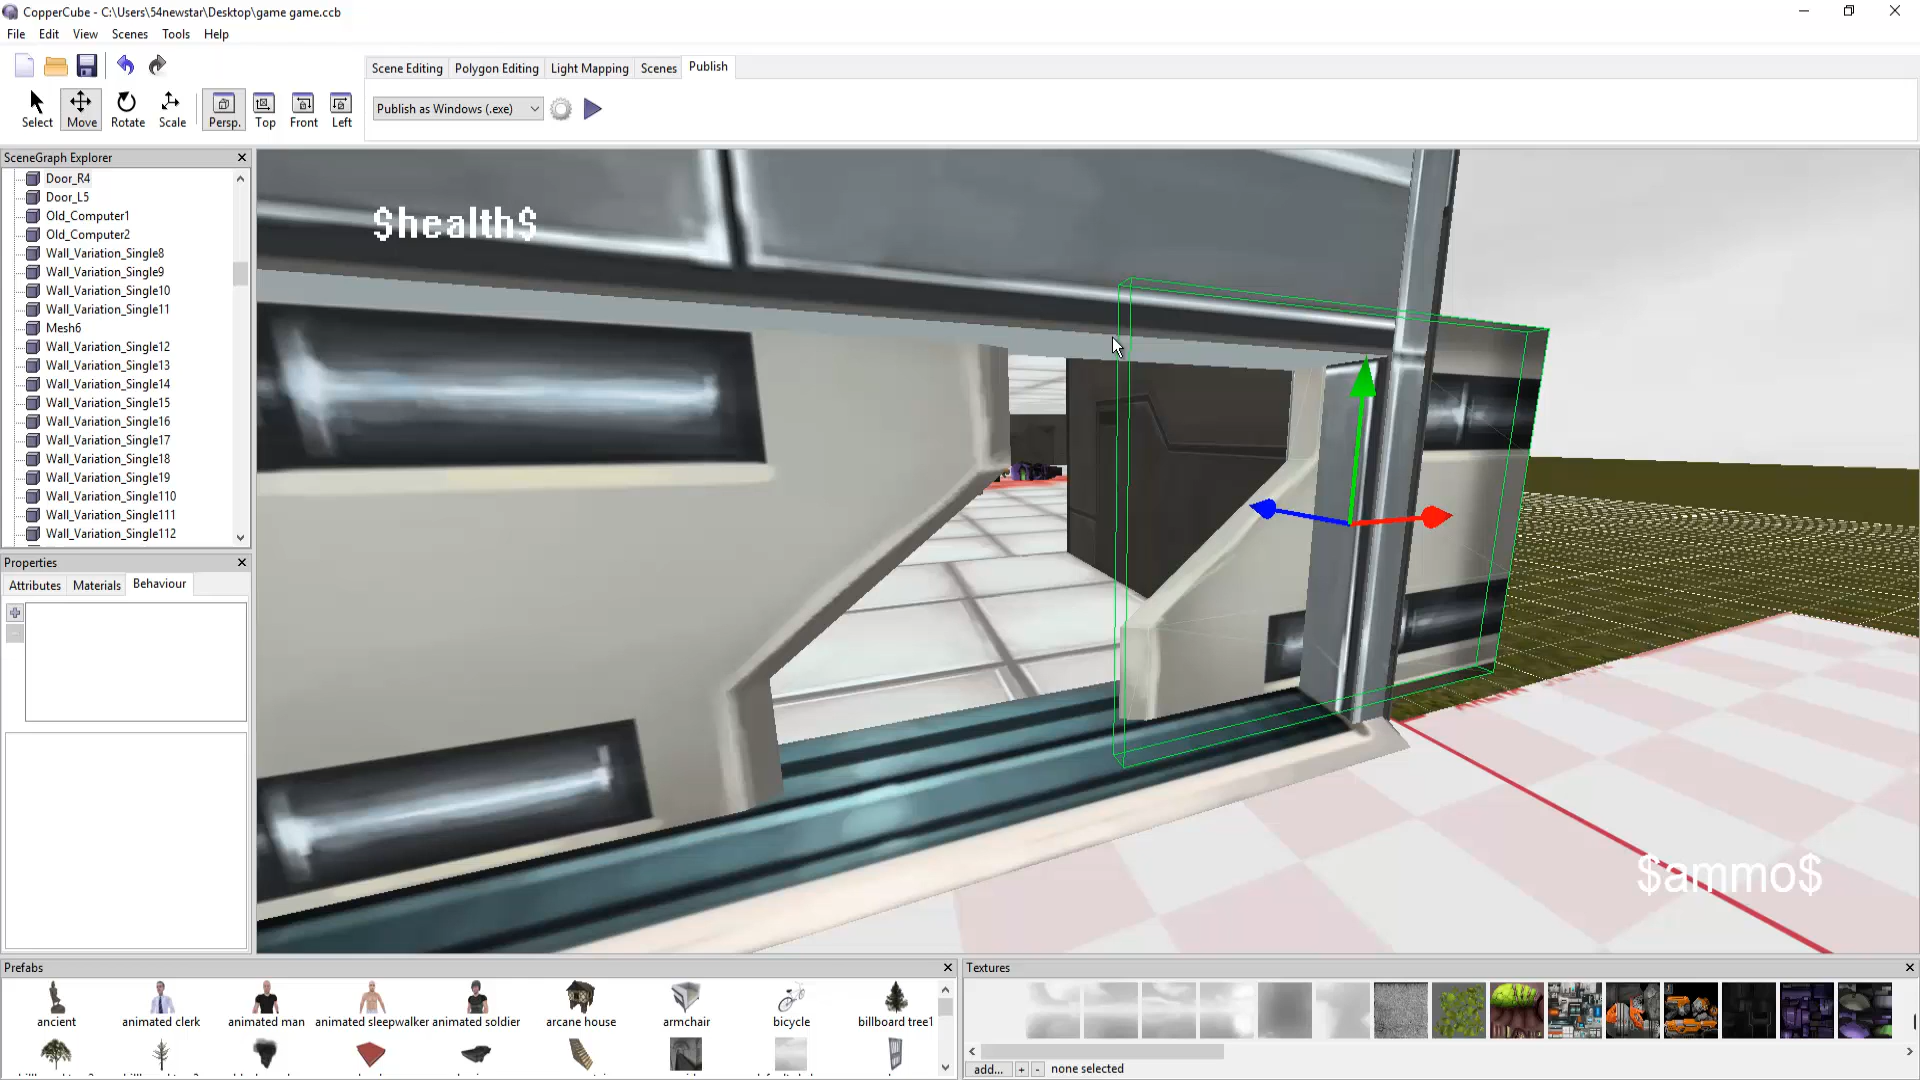 CopperCube - C:\Users\54newstar\Desktop\game game.ccb
File Edit View Scenes Tools Help
Scene Editing Polygon Editing Light Mapping Scenes Publish
Select Move Rotate Scale Persp. Top Front Left
Publish as Windows (.exe)
SceneGraph Explorer
Door_R4
Door_L5
Old_Computer1
Old_Computer2
Wall_Variation_Single8
Wall_Variation_Single9
Wall_Variation_Single10
Wall_Variation_Single11
Mesh6
Wall_Variation_Single12
Wall_Variation_Single13
Wall_Variation_Single14
Wall_Variation_Single15
Wall_Variation_Single16
Wall_Variation_Single17
Wall_Variation_Single18
Wall_Variation_Single19
Wall_Variation_Single110
Wall_Variation_Single111
Wall_Variation_Single112
Properties
Attributes Materials Behaviour
$health$
$ammo$
Prefabs
ancient animated clerk animated man animated sleepwalker animated soldier arcane house armchair bicycle billboard tree1
Textures
add... + - none selected